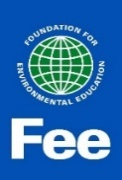 FOUNDATION FOR
ENVIRONMENTAL EDUCATION
Fee